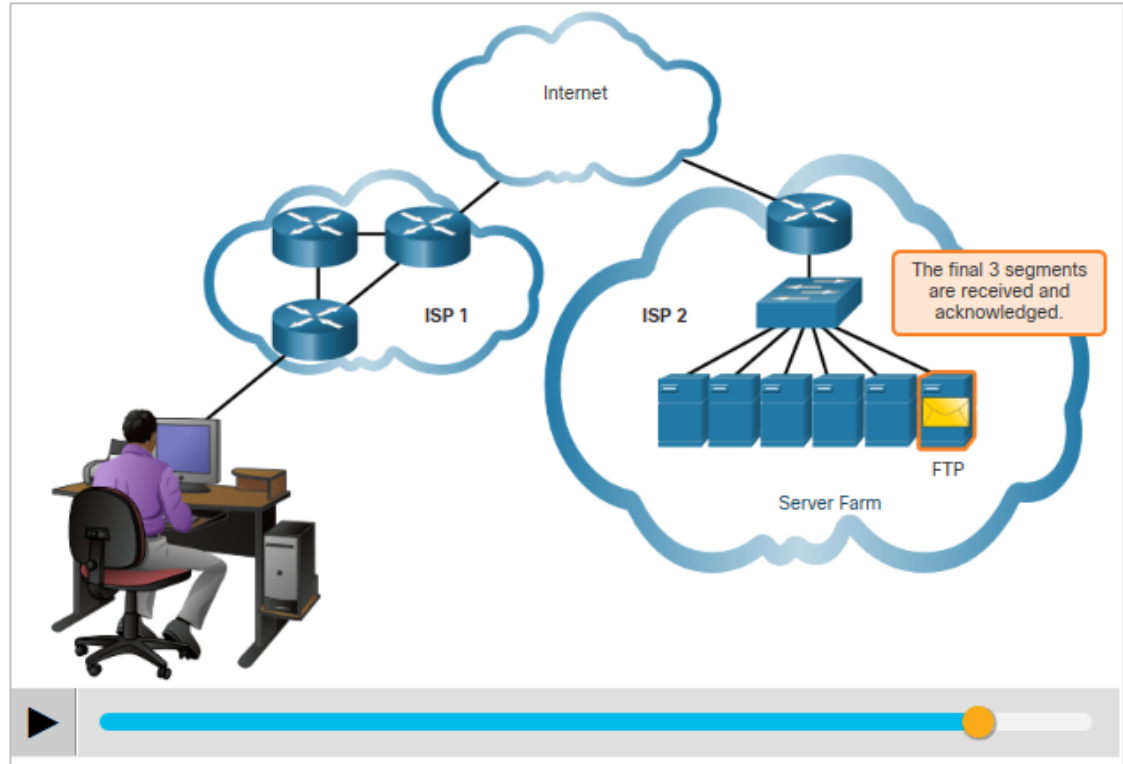 Internet
ISP 1
ISP 2
The final 3 segments
are received and
acknowledged.
FTP
Server Farm